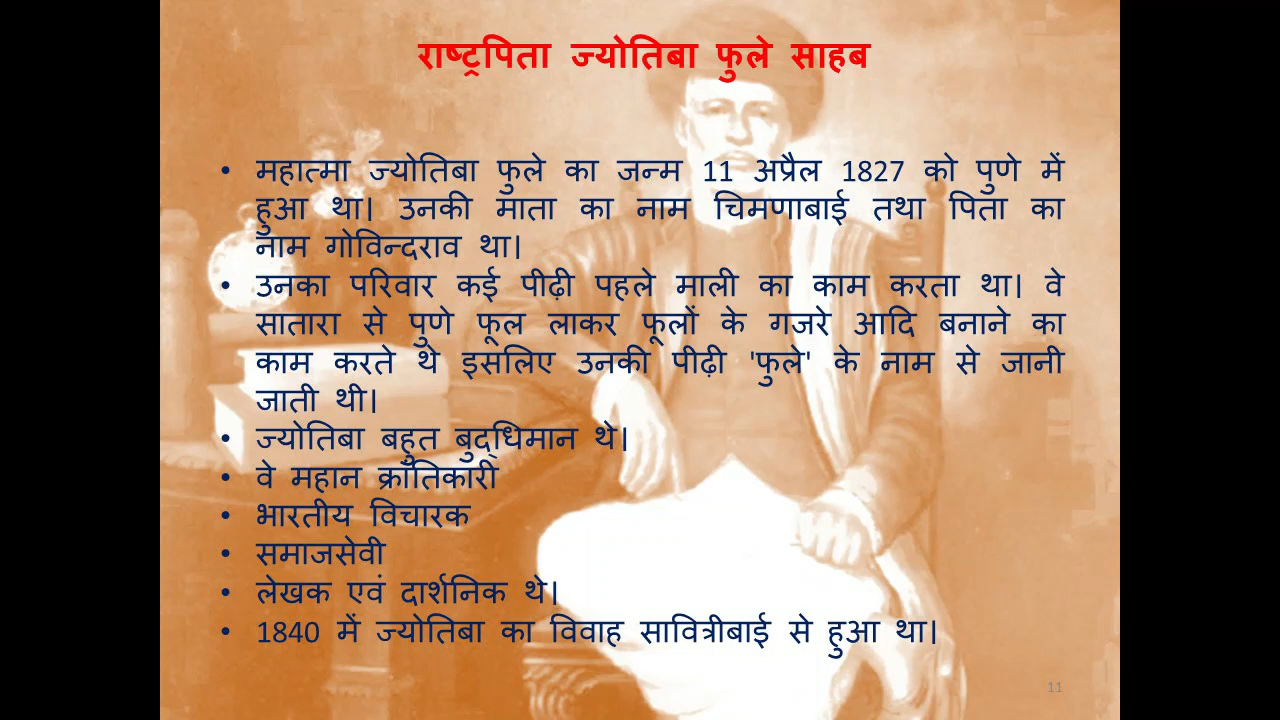 राष्ट्रपिता ज्योतिबा फुले साहब
• महात्मा ज्योतिबा फुले का जन्म 11 अप्रैल 1827 को पुणे में
हुआ था। उनकी माता का नाम चिमणाबाई तथा पिता का
नाम गोविन्दराव था।
• उनका परिवार कई पीढ़ी पहले माली का काम करता था। वे
सातारा से पुणे फूल लाकर फूलों के गजरे आदि बनाने का
काम करते थे इसलिए उनकी पीढ़ी 'फुले' के नाम से जानी
जाती थी।
• ज्योतिबा बहुत बुद्धिमान थे।
• वे महान क्रांतिकारी
• भारतीय विचारक
• समाजसेवी
• लेखक एवं दार्शनिक थे।
• 1840 में ज्योतिबा का विवाह सावित्रीबाई से हुआ था।
11